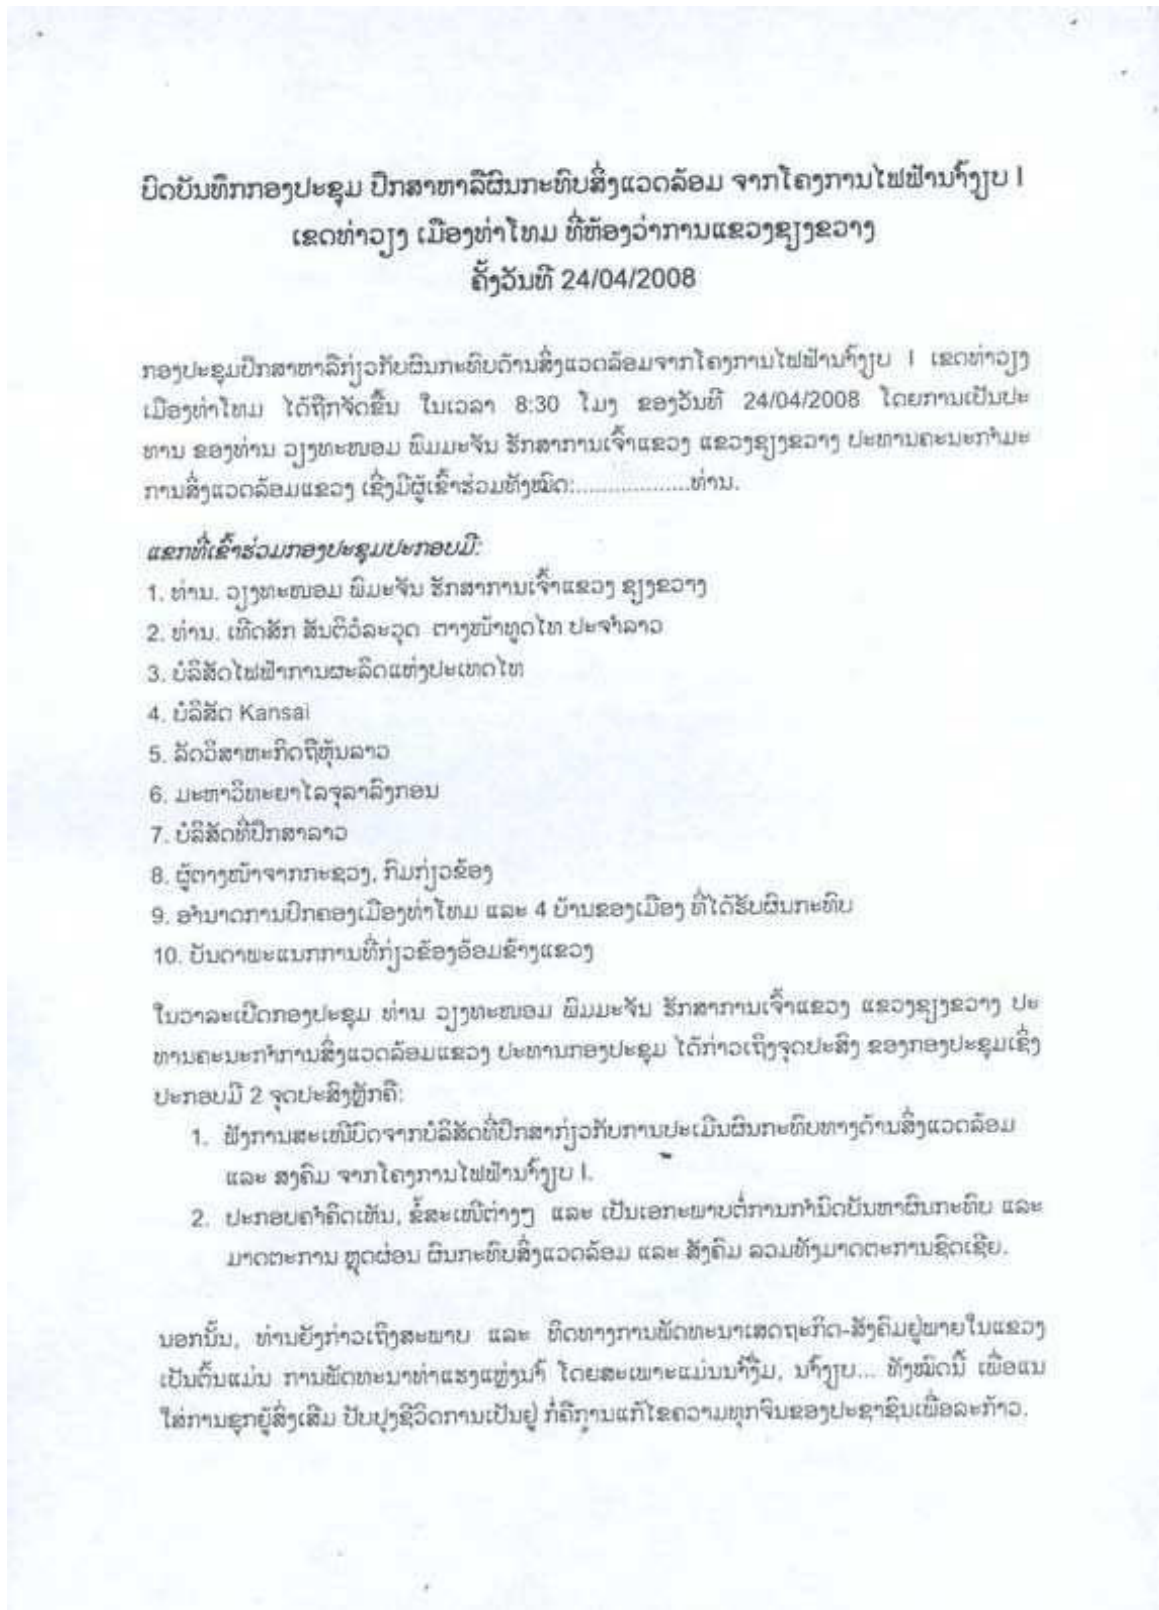 ບົດບັນທຶກກອງປະຊຸມ ປຶກສາຫາລືຜົນກະທົບສິ່ງແວດລ້ອມ ຈາກໂຄງການໄຟຟ້ານ້ຳງຽບ I
ເຂດທ່າວຽງ ເມືອງທ່າໂທມ ທີ່ຫ້ອງວ່າການແຂວງຊຽງຂວາງ
ຄັ້ງວັນທີ 24/04/2008
ກອງປະຊຸມປຶກສາຫາລືກ່ຽວກັບຜົນກະທົບດ້ານສິ່ງແວດລ້ອມຈາກໂຄງການໄຟຟ້ານ້ຳງຽບ I ເຂດທ່າວຽງ
ເມືອງທ່າໂທມ ໄດ້ຖືກຈັດຂື້ນ ໃນເວລາ 8:30 ໂມງ ຂອງວັນທີ 24/04/2008 ໂດຍການເປັນປະ
ທານ ຂອງທ່ານ ວຽງທະໜອມ ພົມມະຈັນ ຮັກສາການເຈົ້າແຂວງ ແຂວງຊຽງຂວາງ ປະທານຄະນະກຳມະ
ການສິ່ງແວດລ້ອມແຂວງ ເຊິ່ງມີຜູ້ເຂົ້າຮ່ວມທັງໝົດ:....................ທ່ານ.
ແຂກທີ່ເຂົ້າຮ່ວມກອງປະຊຸມປະກອບມີ:
1. ທ່ານ. ວຽງທະໜອມ ພິມະຈັນ ຮັກສາການເຈົ້າແຂວງ ຊຽງຂວາງ
2. ທ່ານ. ເທີດສັກ ສັນຕິວໍລະວຸດ ຕາງໜ້າທູດໄທ ປະຈຳລາວ
3. ບໍລິສັດໄຟຟ້າການຜະລິດແຫ່ງປະເທດໄທ
4. ບໍລິສັດ Kansai
5. ລັດວິສາຫະກິດຖືຫຸ້ນລາວ
6. ມະຫາວິທະຍາໄລຈຸລາລົງກອນ
7. ບໍລິສັດທີ່ປຶກສາລາວ
8. ຜູ້ຕາງໜ້າຈາກກະຊວງ, ກົມກ່ຽວຂ້ອງ
9. ອຳນາດການປົກຄອງເມືອງທ່າໂທມ ແລະ 4 ບ້ານຂອງເມືອງ ທີ່ໄດ້ຮັບຜົນກະທົບ
10. ບັນດາພະແນກການທີ່ກ່ຽວຂ້ອງອ້ອມຂ້າງແຂວງ
ໃນວາລະເປີດກອງປະຊຸມ ທ່ານ ວຽງທະໜອມ ພົມມະຈັນ ຮັກສາການເຈົ້າແຂວງ ແຂວງຊຽງຂວາງ ປະ
ທານຄະນະກຳການສິ່ງແວດລ້ອມແຂວງ ປະທານກອງປະຊຸມ ໄດ້ກ່າວເຖິງຈຸດປະສົງ ຂອງກອງປະຊຸມເຊິ່ງ
ປະກອບມີ 2 ຈຸດປະສົງຫຼັກຄື:
1. ຟັງການສະເໜີບົດຈາກບໍລິສັດທີ່ປຶກສາກ່ຽວກັບການປະເມີນຜົນກະທົບທາງດ້ານສິ່ງແວດລ້ອມ
ແລະ ສງຄົມ ຈາກໂຄງການໄຟຟ້ານ້ຳງຽບ I.
2. ປະກອບຄຳຄິດເຫັນ, ຂໍ້ສະເໜີຕ່າງໆ ແລະ ເປັນເອກະພາບຕໍ່ການກຳນົດບັນຫາຜົນກະທົບ ແລະ
ມາດຕະການ ຫຼຸດຜ່ອນ ຜົນກະທົບສິ່ງແວດລ້ອມ ແລະ ສັງຄົມ ລວມທັງມາດຕະການຊົດເຊີຍ.
ນອກນັ້ນ, ທ່ານຍັງກ່າວເຖິງສະພາບ ແລະ ທິດທາງການພັດທະນາເສດຖະກິດ-ສັງຄົມຢູ່ພາຍໃນແຂວງ
ເປັນຕົ້ນແມ່ນ ການພັດທະນາທ່າແຮງແຫຼ່ງນ້ຳ ໂດຍສະເພາະແມ່ນນ້ຳງື່ມ, ນ້ຳງຽບ... ທັງໝົດນີ້ ເພື່ອແນ
ໃສ່ການຊຸກຍູ້ສົ່ງເສີມ ປັບປຸງຊີວິດການເປັນຢູ່ ກໍ່ຄືການແກ້ໄຂຄວາມທຸກຈົນຂອງປະຊາຊົນເພື່ອລະກ້າວ.